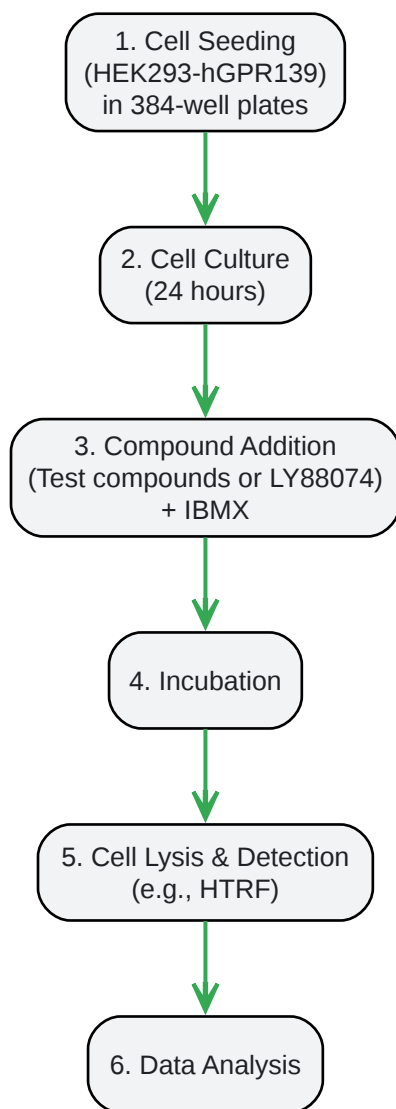 1. Cell Seeding
(HEK293-hGPR139)
in 384-well plates
2. Cell Culture
(24 hours)
3. Compound Addition
(Test compounds or LY88074)
+ IBMX
4. Incubation
5. Cell Lysis & Detection
(e.g., HTRF)
6. Data Analysis